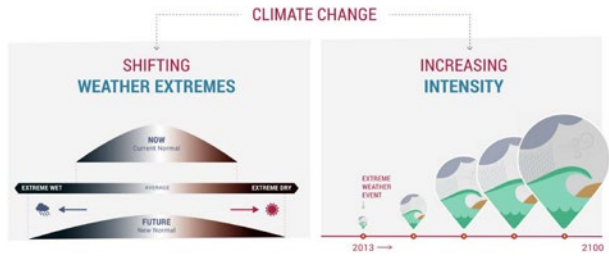 CLIMATE CHANGE
SHIFTING
WEATHER EXTREMES
NOW
Current Normal
EXTREME WET
AVERAGE
EXTREME DRY
FUTURE
New Normal
INCREASING
INTENSITY
EXTREME
WEATHER
EVENT
2013
2100